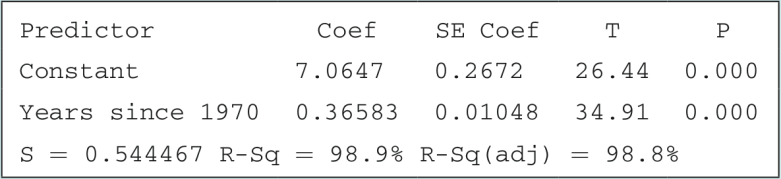 Predictor Coef SE Coef T P
Constant 7.0647 0.2672 26.44 0.000
Years since 1970 0.36583 0.01048 34.91 0.000
S = 0.544467 R-Sq = 98.9% R-Sq(adj) = 98.8%